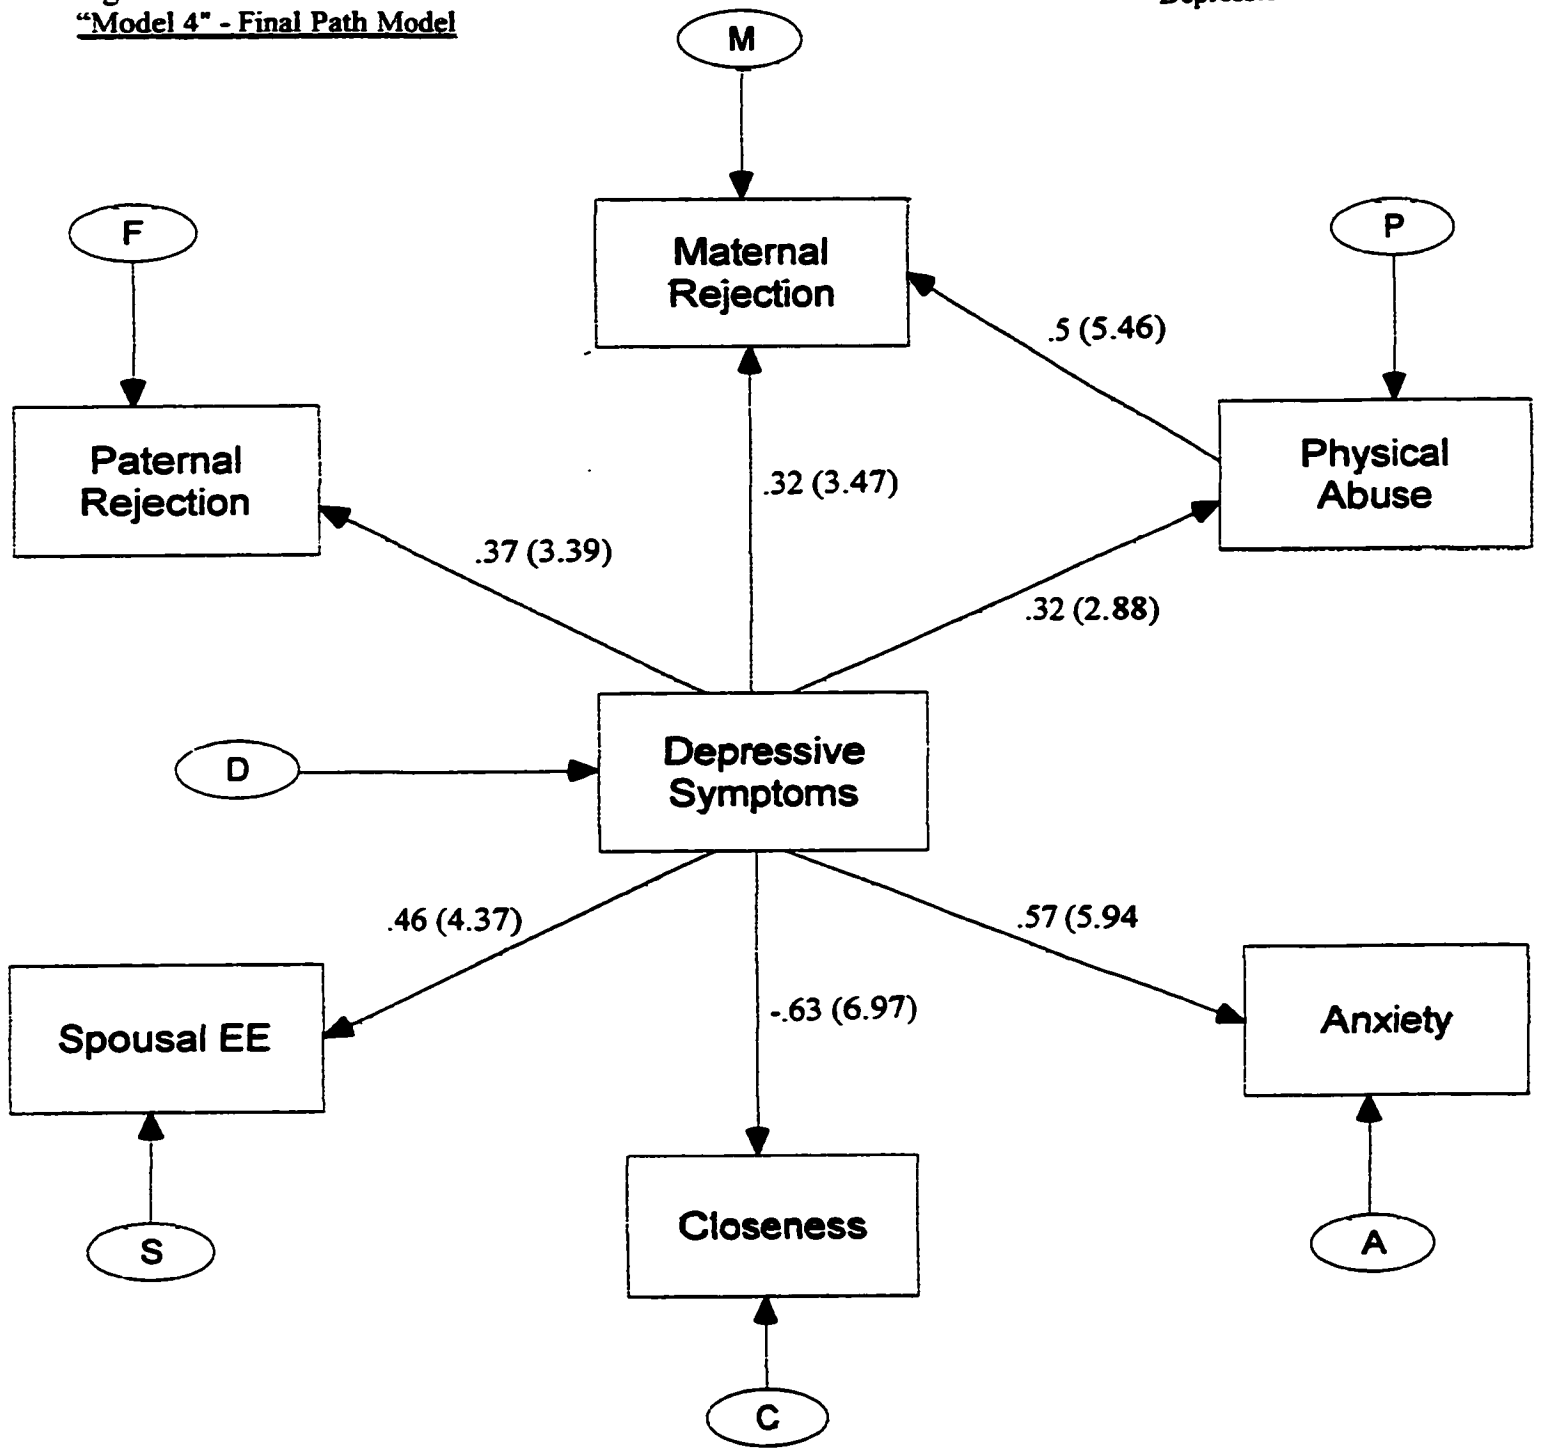 "Model 4" - Final Path Model
M
F
P
Maternal
Rejection
.5 (5.46)
Paternal
Rejection
Physical
Abuse
.32 (3.47)
.37 (3.39)
.32 (2.88)
D
Depressive
Symptoms
.46 (4.37)
.57 (5.94
-.63 (6.97)
Spousal EE
Anxiety
Closeness
S
A
C